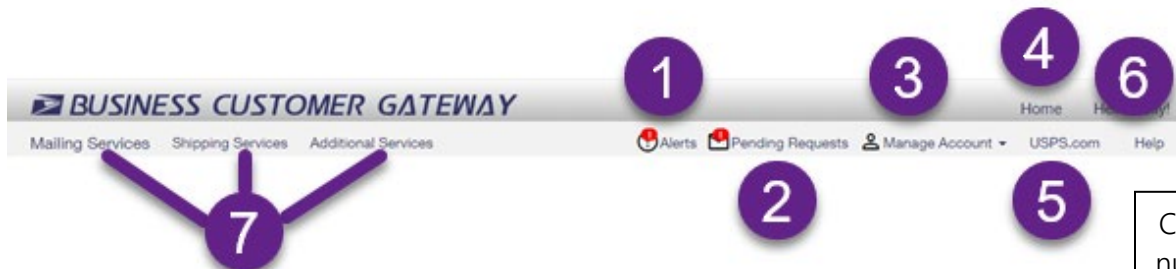 1
3
4
6
BUSINESS CUSTOMER GATEWAY
Home
Mailing Services Shipping Services Additional Services Alerts Pending Requests Manage Account USPS.com Help
2
5
7